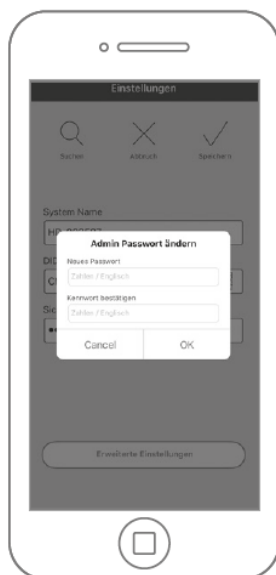 Einstellungen
Suchen Abbruch Speichern
System Name
Admin Passwort ändern
Neues Passwort
Zahlen / Englisch
Kennwort bestätigen
Zahlen / Englisch
Cancel OK
Erweiterte Einstellungen